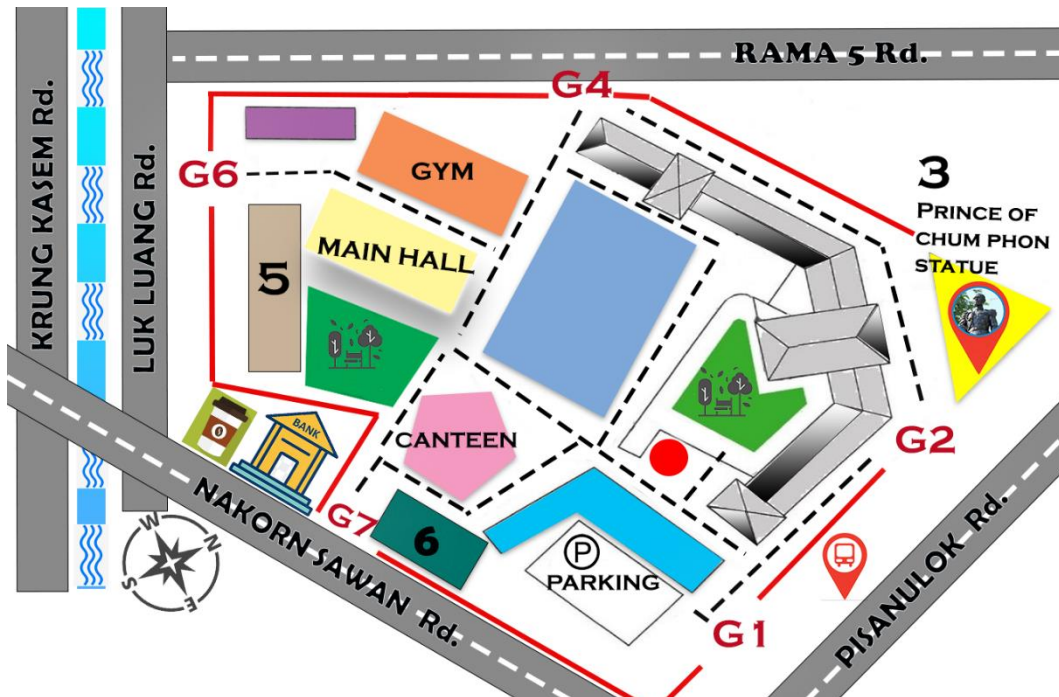 RAMA 5 Rd.
KRUNG KASEM Rd.
LUK LUANG Rd.
G4
G6
GYM
3
PRINCE OF
CHUM PHON
STATUE
MAIN HALL
5
BANK
CANTEEN
G2
G7
6
P
PARKING
G1
NAKORN SAWAN Rd.
PISANULOK Rd.
W
N
S
E